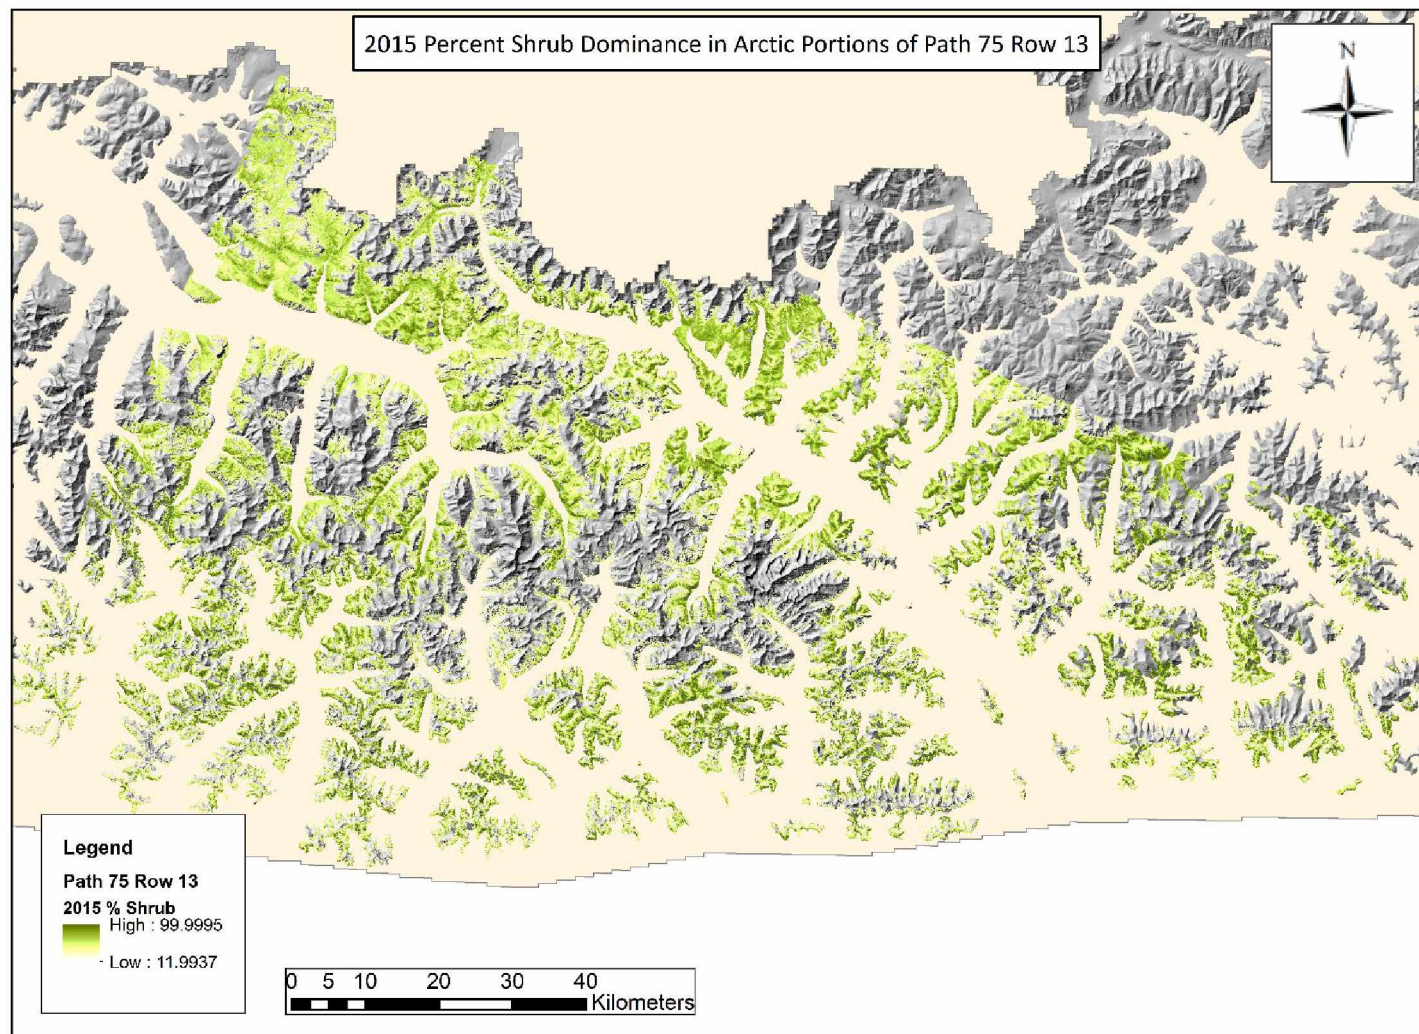 2015 Percent Shrub Dominance in Arctic Portions of Path 75 Row 13
N
Legend
Path 75 Row 13
2015 % Shrub
High : 99.9995
Low : 11.9937
0 5 10 20 30 40
Kilometers